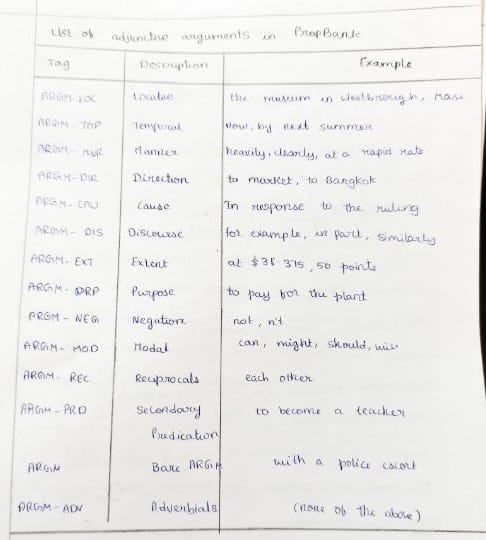 List of adjunctive arguments in PropBank
Tag Description Example
ARGM-LOC Locative the museum in Westborough, Mass.
ARGM-TMP Temporal now, by next summer
ARGM-MNR Manner heavily, clearly, at a rapid rate
ARGM-DIR Direction to market, to Bangkok
ARGM-CAU Cause In response to the ruling
ARGM-DIS Discourse for example, in part, similarly
ARGM-EXT Extent at $38.375, 50 points
ARGM-DRP Purpose to pay for the plant
ARGM-NEG Negation not, n't
ARGM-MOD Modal can, might, should, will
ARGM-REC Reciprocals each other
ARGM-PRD Secondary to become a teacher
Predication
ARGM Bare ARGM with a police escort
ARGM-ADV Adverbials (none of the above)